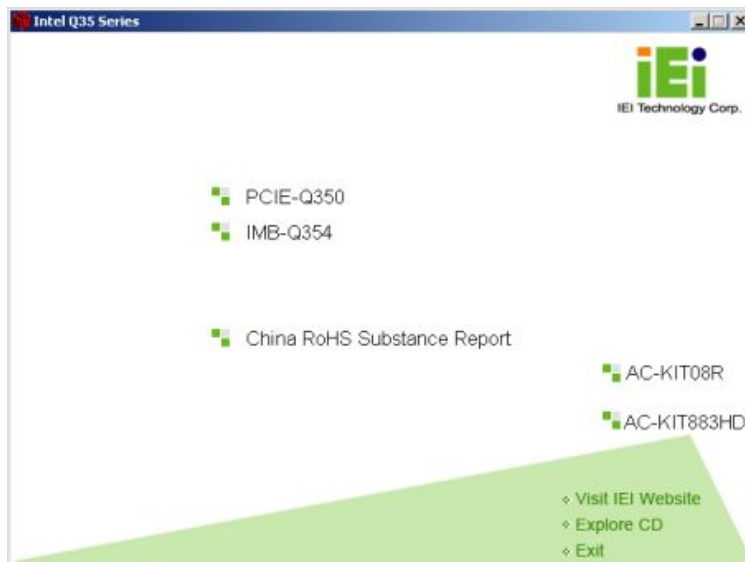 Intel Q35 Series
iEi
IEI Technology Corp.
PCIE-Q350
IMB-Q354
China RoHS Substance Report
AC-KIT08R
AC-KIT883HD
Visit IEI Website
Explore CD
Exit